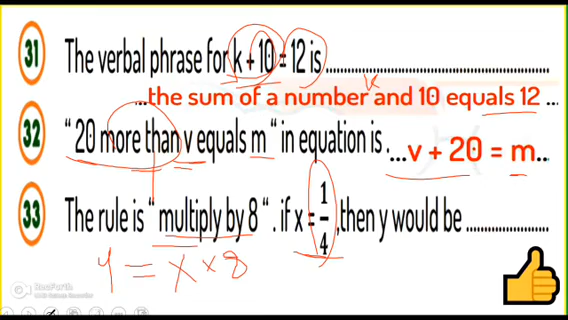 31 The verbal phrase for k + 10 = 12 is ........................
...the sum of a number k and 10 equals 12 ...
32 " 20 more than v equals m " in equation is ....v + 20 = m..
33 The rule is " multiply by 8 " . if x = 1/4 ,then y would be ........................
y = x × 8